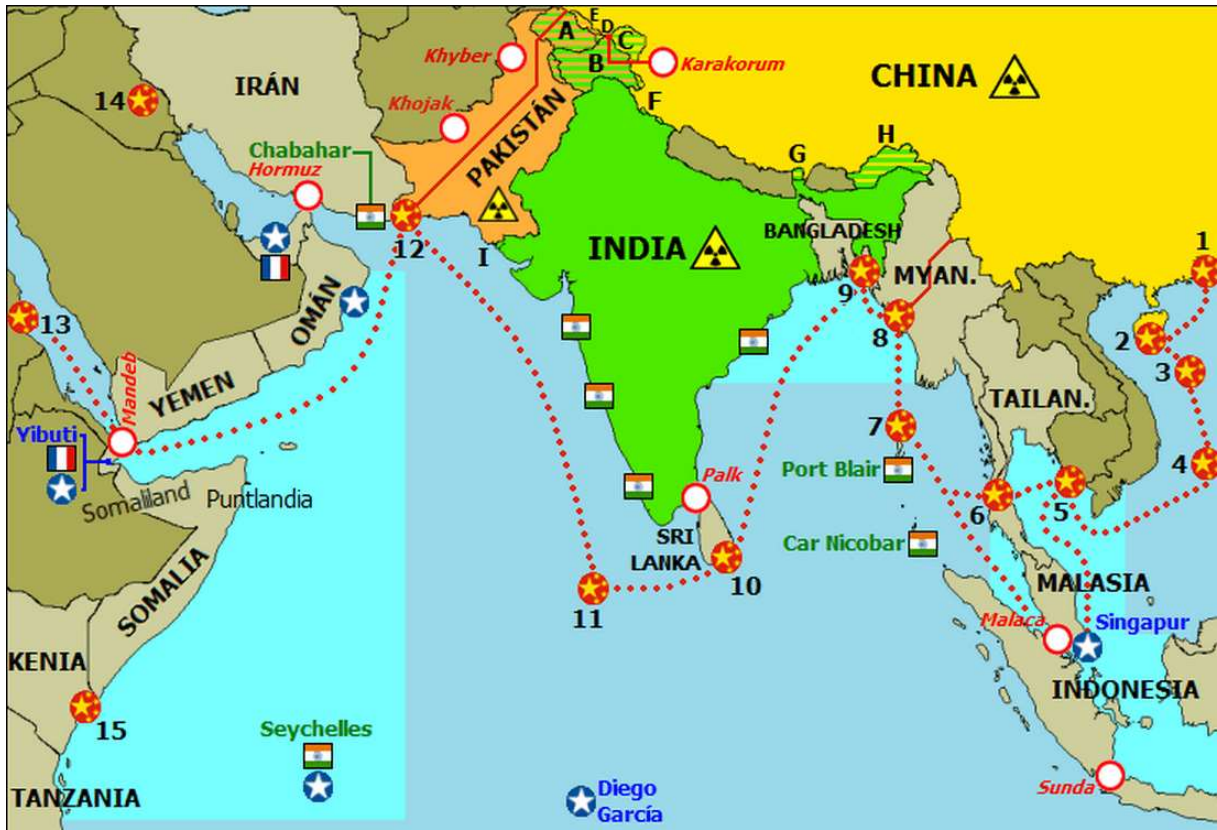 E
D
A
C
B
Khyber
Karakorum
CHINA
IRÁN
14
Khojak
F
H
PAKISTÁN
G
Chabahar
Hormuz
BANGLADESH
INDIA
1
12
I
9
MYAN.
OMÁN
13
8
2
3
YEMEN
TAILAN.
Mandeb
7
Yibuti
4
Port Blair
Somaliland
Puntlandia
Palk
6
5
SRI
LANKA
Car Nicobar
SOMALIA
10
MALASIA
11
Malaca
Singapur
KENIA
INDONESIA
15
Seychelles
Sunda
TANZANIA
Diego
García